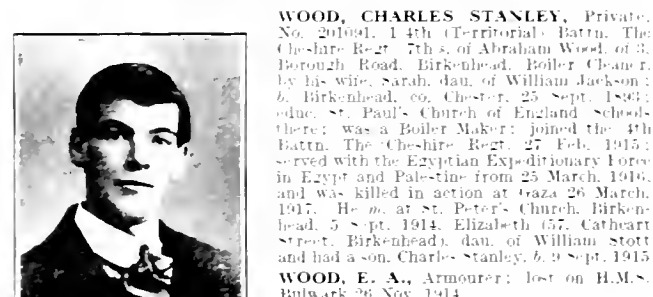 WOOD, CHARLES STANLEY, Private,
No. 201091, 1 4th (Territorial) Battn. The
Cheshire Regt. 7th s. of Abraham Wood, of 3,
Borough Road, Birkenhead, Boiler Cleaner,
by his wife, Sarah, dau. of William Jackson;
b. Birkenhead, co. Chester, 25 Sept. 1893;
educ. St. Paul's Church of England Schools
there; was a Boiler Maker; joined the 4th
Battn. The Cheshire Regt. 27 Feb. 1915;
served with the Egyptian Expeditionary Force
in Egypt and Palestine from 25 March, 1916,
and was killed in action at Gaza 26 March,
1917. He m. at St. Peter's Church, Birken-
head, 5 Sept. 1914, Elizabeth (57, Cathcart
Street, Birkenhead), dau. of William Stott
and had a son, Charles Stanley, b. 9 Sept. 1915
WOOD, E. A., Armourer; lost on H.M.S.
Bulwark 26 Nov. 1914